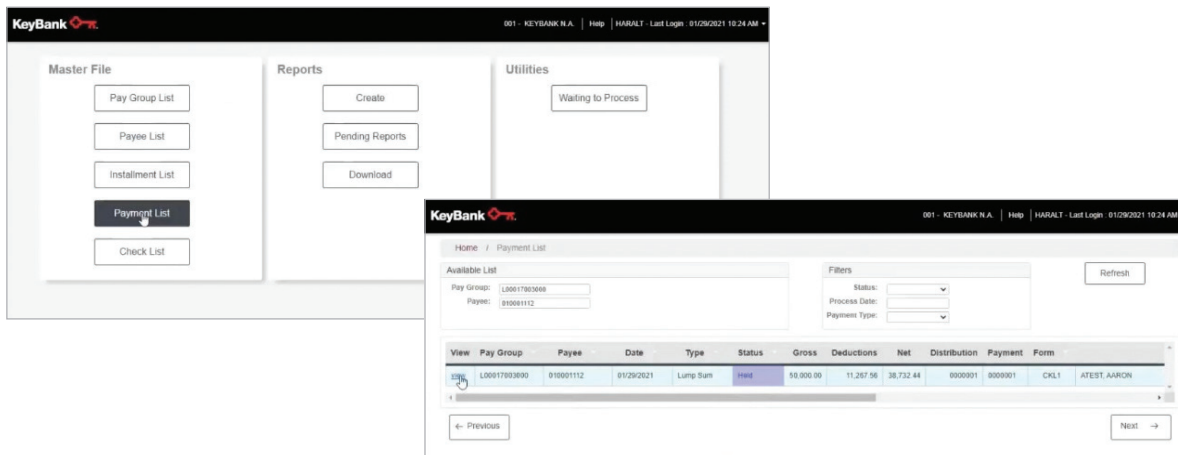 KeyBank
001 - KEYBANK N.A. | Help | HARALT - Last Login : 01/29/2021 10:24 AM
Master File
Pay Group List
Payee List
Installment List
Payment List
Check List
Reports
Create
Pending Reports
Download
Utilities
Waiting to Process
KeyBank
001 - KEYBANK N.A. | Help | HARALT - Last Login : 01/29/2021 10:24 AM
Home / Payment List
Available List
Pay Group: L00017003000
Payee: 010001112
Filters
Status:
Process Date:
Payment Type:
Refresh
View Pay Group Payee Date Type Status Gross Deductions Net Distribution Payment Form
View L00017003000 010001112 01/29/2021 Lump Sum Held 50,000.00 11,267.56 38,732.44 0000001 0000001 CKL1 ATEST, AARON
← Previous
Next →